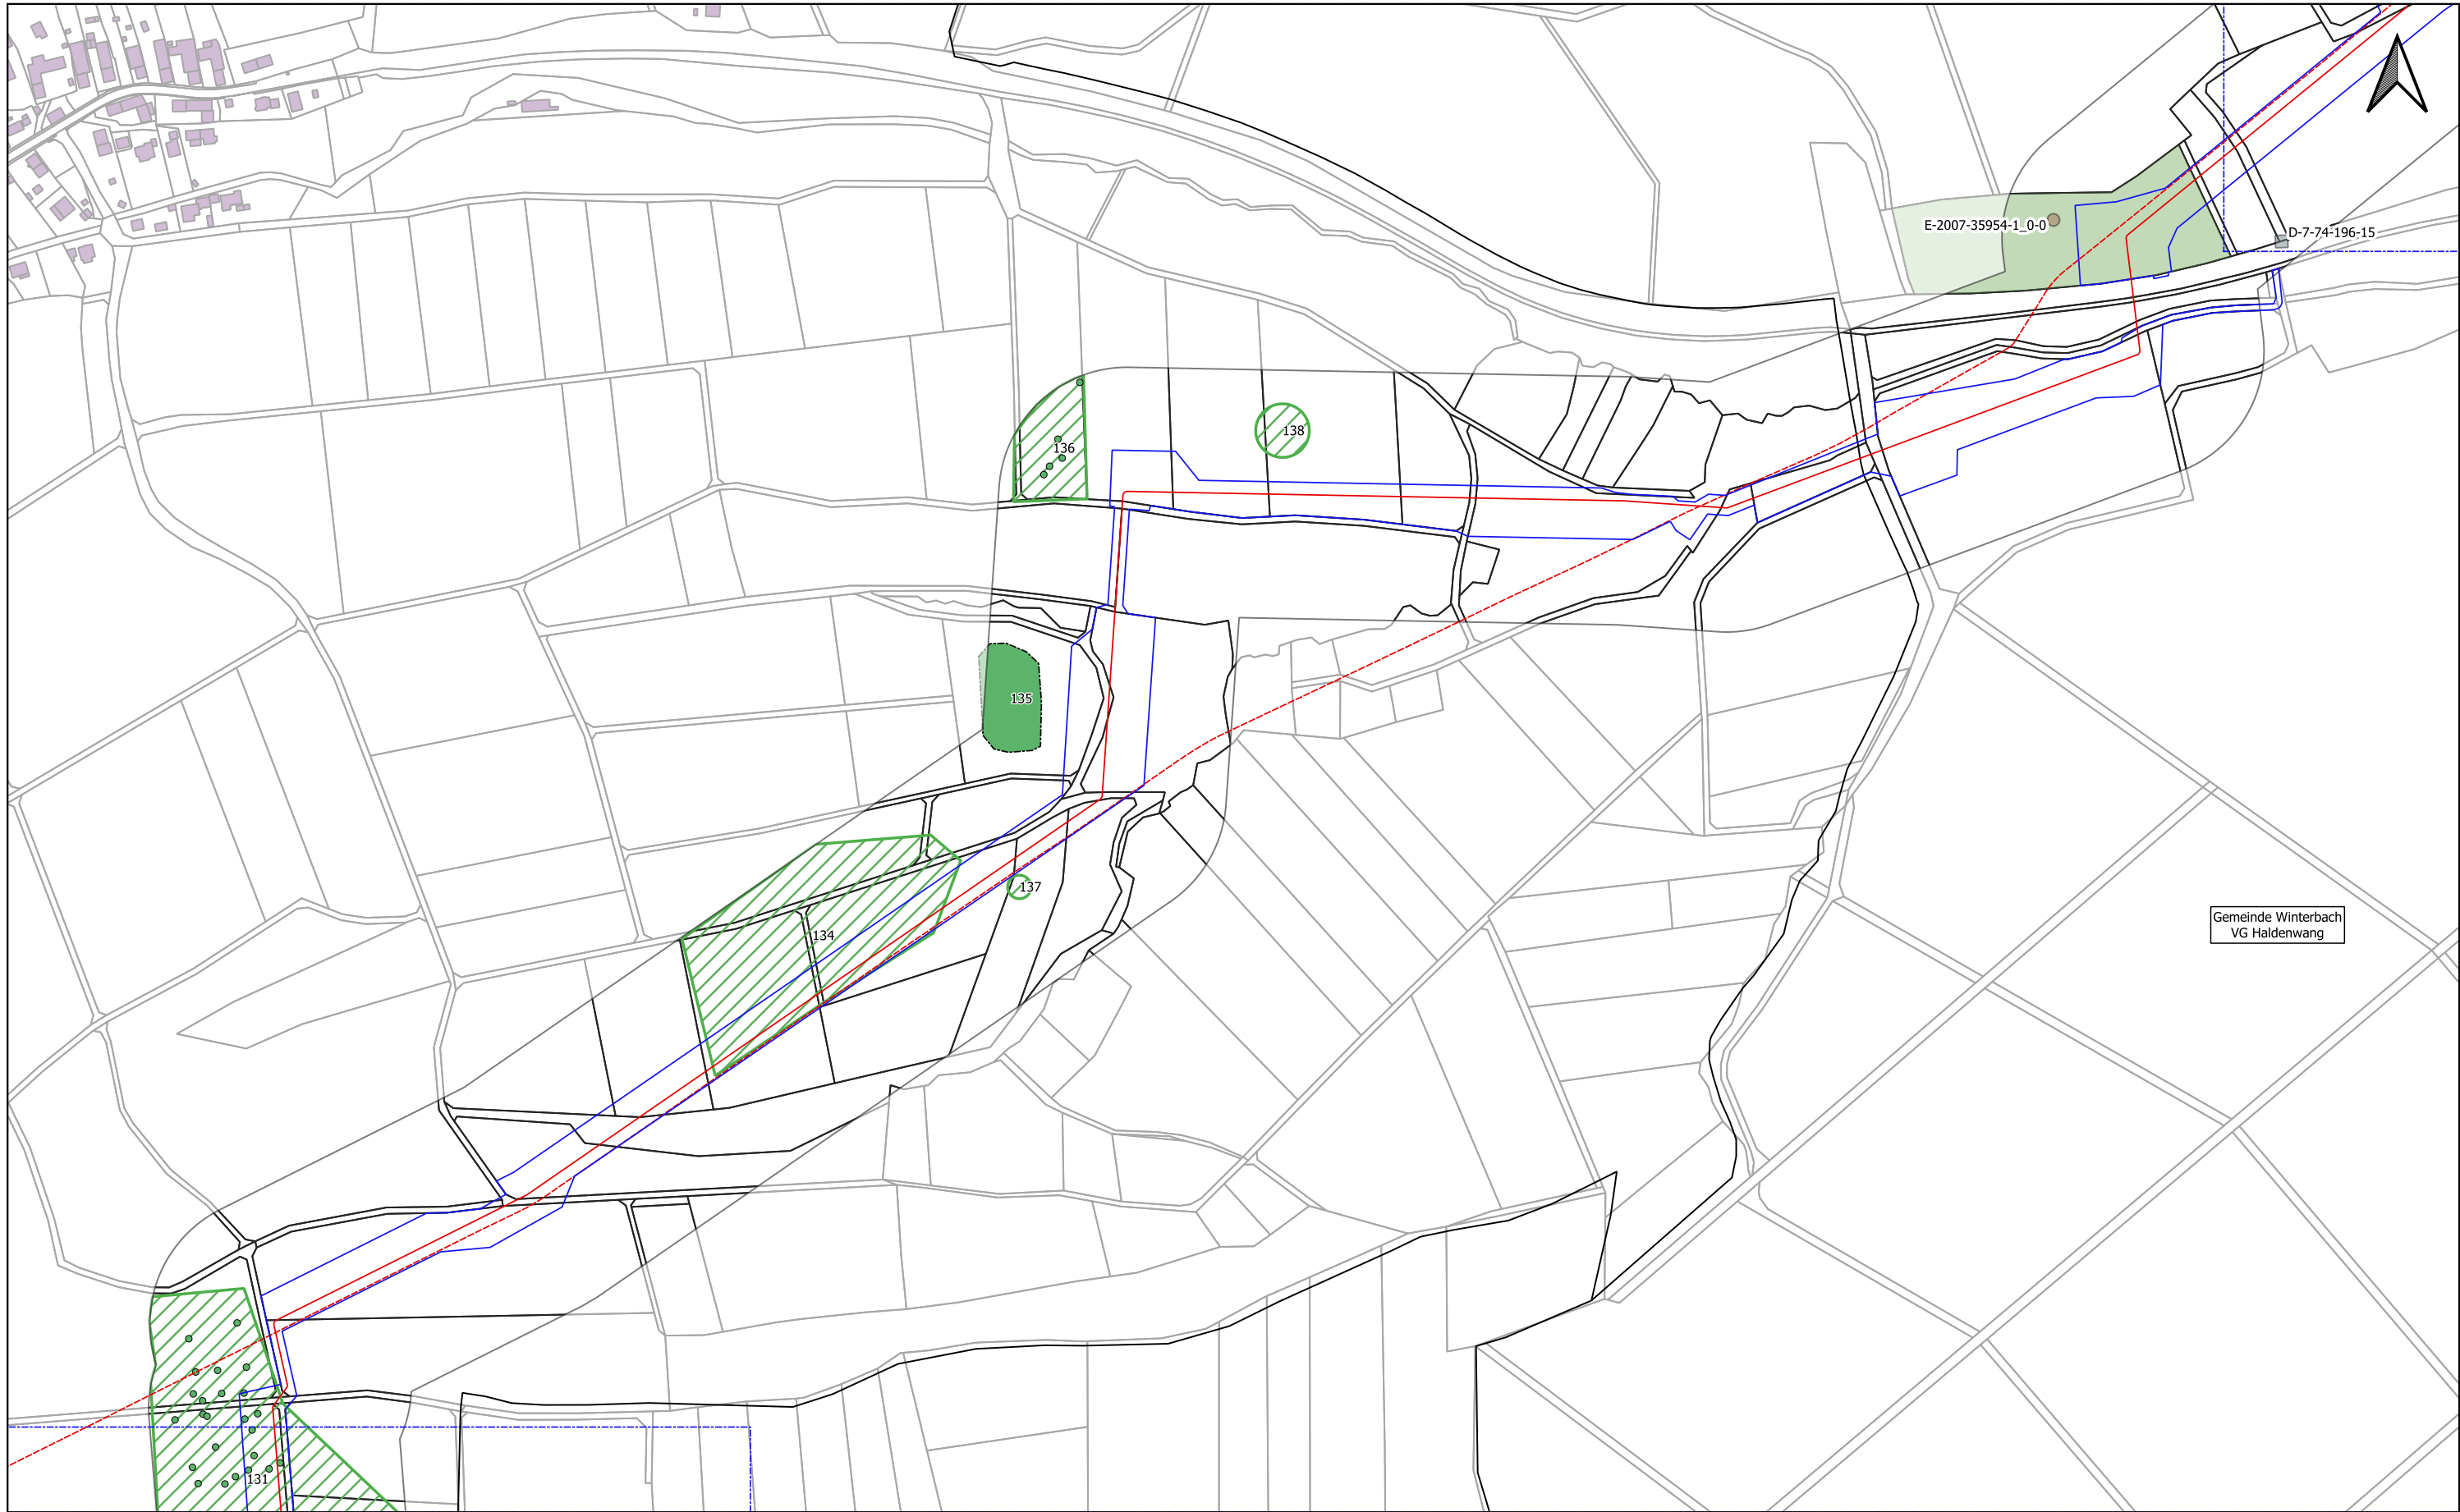 E-2007-35954-1_0-0
D-7-74-196-15
136
138
135
137
134
Gemeinde Winterbach
VG Haldenwang
131